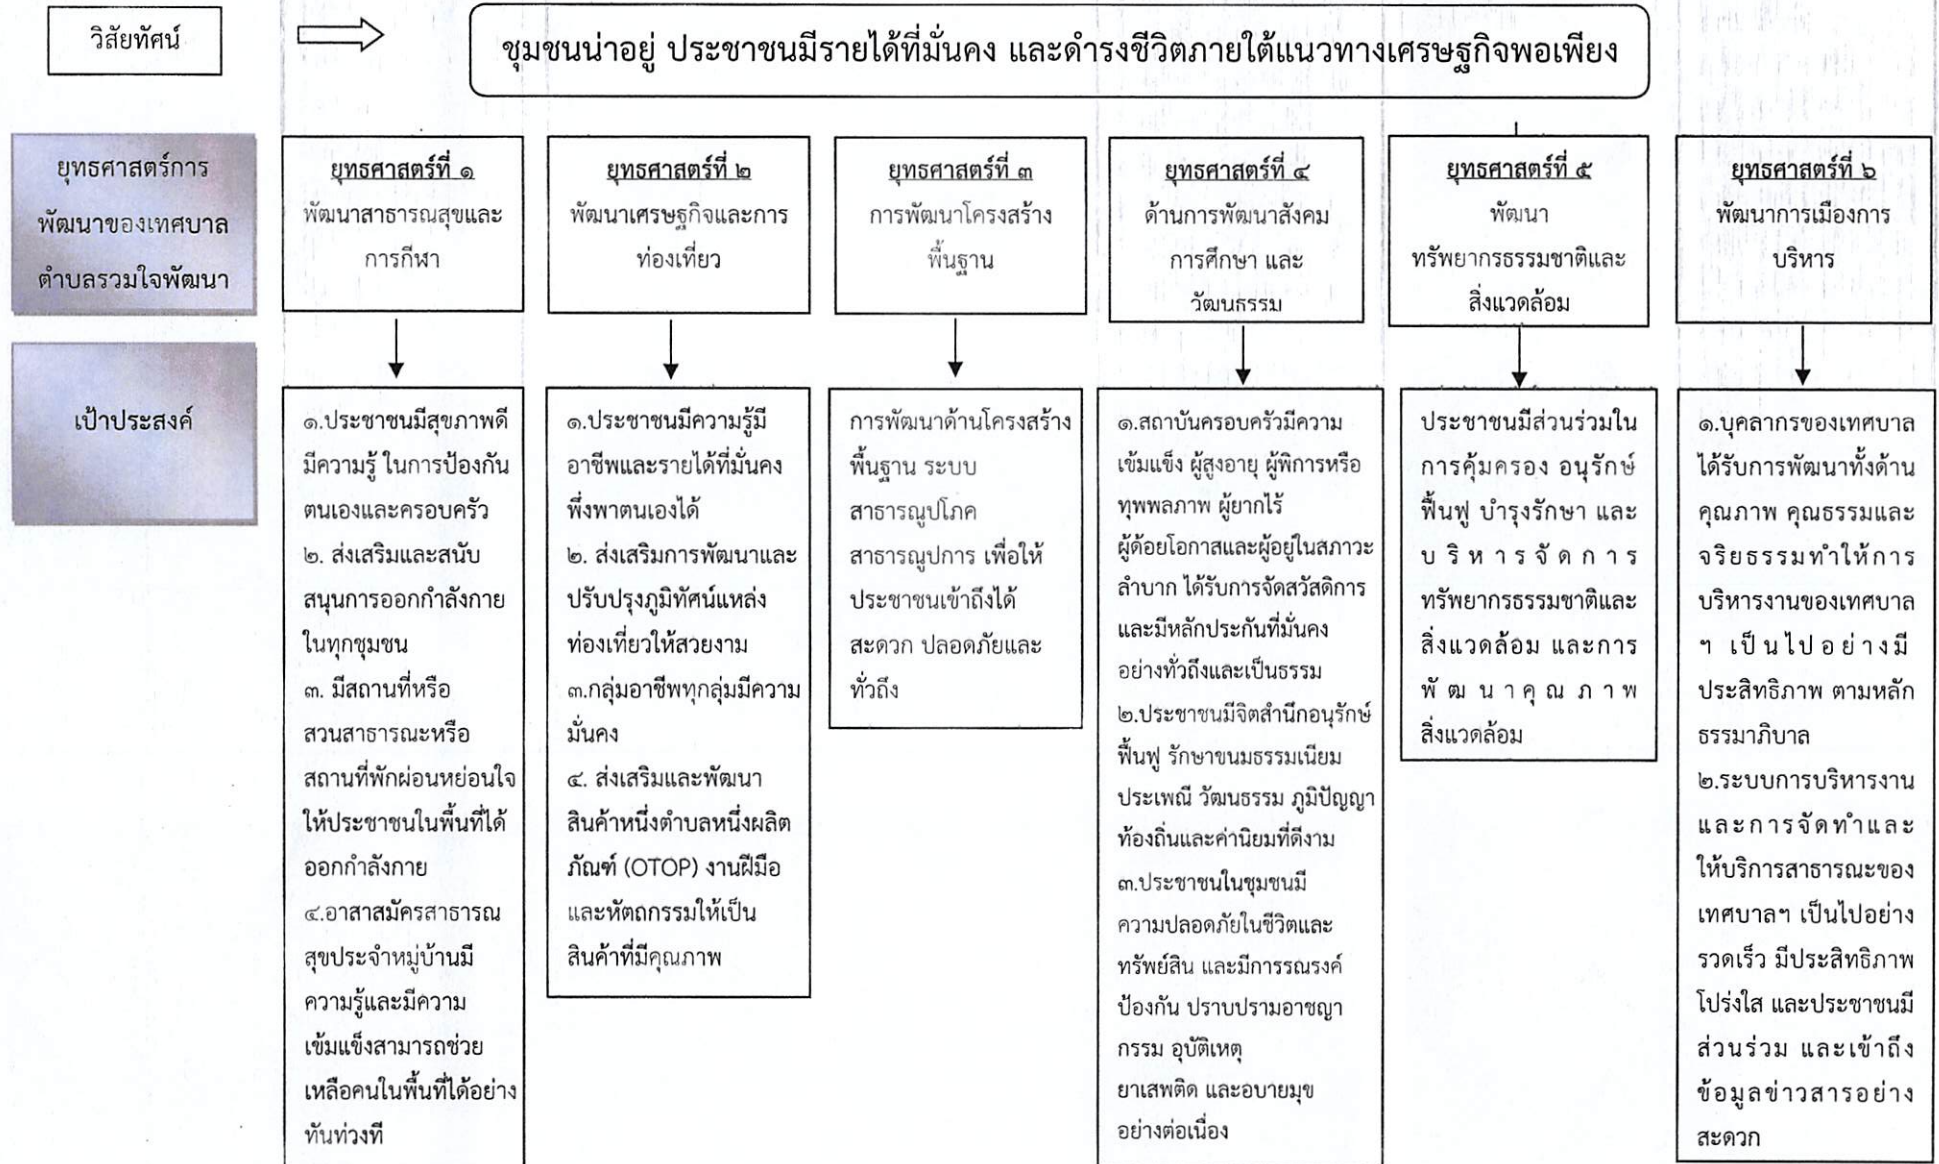 วิสัยทัศน์
ชุมชนน่าอยู่ ประชาชนมีรายได้ที่มั่นคง และดำรงชีวิตภายใต้แนวทางเศรษฐกิจพอเพียง
ยุทธศาสตร์การ
พัฒนาของเทศบาล
ตำบลรวมใจพัฒนา
ยุทธศาสตร์ที่ ๑
พัฒนาสาธารณสุขและ
การกีฬา
ยุทธศาสตร์ที่ ๒
พัฒนาเศรษฐกิจและการ
ท่องเที่ยว
ยุทธศาสตร์ที่ ๓
การพัฒนาโครงสร้าง
พื้นฐาน
ยุทธศาสตร์ที่ ๔
ด้านการพัฒนาสังคม
การศึกษา และ
วัฒนธรรม
ยุทธศาสตร์ที่ ๕
พัฒนา
ทรัพยากรธรรมชาติและ
สิ่งแวดล้อม
ยุทธศาสตร์ที่ ๖
พัฒนาการเมืองการ
บริหาร
เป้าประสงค์
๑.ประชาชนมีสุขภาพดี
มีความรู้ ในการป้องกัน
ตนเองและครอบครัว
๒. ส่งเสริมและสนับ
สนุนการออกกำลังกาย
ในทุกชุมชน
๓. มีสถานที่หรือ
สวนสาธารณะหรือ
สถานที่พักผ่อนหย่อนใจ
ให้ประชาชนในพื้นที่ได้
ออกกำลังกาย
๔.อาสาสมัครสาธารณ
สุขประจำหมู่บ้านมี
ความรู้และมีความ
เข้มแข็งสามารถช่วย
เหลือคนในพื้นที่ได้อย่าง
ทันท่วงที
๑.ประชาชนมีความรู้มี
อาชีพและรายได้ที่มั่นคง
พึ่งพาตนเองได้
๒. ส่งเสริมการพัฒนาและ
ปรับปรุงภูมิทัศน์แหล่ง
ท่องเที่ยวให้สวยงาม
๓.กลุ่มอาชีพทุกลุ่มมีความ
มั่นคง
๔. ส่งเสริมและพัฒนา
สินค้าหนึ่งตำบลหนึ่งผลิต
ภัณฑ์ (OTOP) งานฝีมือ
และหัตถกรรมให้เป็น
สินค้าที่มีคุณภาพ
การพัฒนาด้านโครงสร้าง
พื้นฐาน ระบบ
สาธารณูปโภค
สาธารณูปการ เพื่อให้
ประชาชนเข้าถึงได้
สะดวก ปลอดภัยและ
ทั่วถึง
๑.สถาบันครอบครัวมีความ
เข้มแข็ง ผู้สูงอายุ ผู้พิการหรือ
ทุพพลภาพ ผู้ยากไร้
ผู้ด้อยโอกาสและผู้อยู่ในสภาวะ
ลำบาก ได้รับการจัดสวัสดิการ
และมีหลักประกันที่มั่นคง
อย่างทั่วถึงและเป็นธรรม
๒.ประชาชนมีจิตสำนึกอนุรักษ์
ฟื้นฟู รักษาขนมธรรมเนียม
ประเพณี วัฒนธรรม ภูมิปัญญา
ท้องถิ่นและค่านิยมที่ดีงาม
๓.ประชาชนในชุมชนมี
ความปลอดภัยในชีวิตและ
ทรัพย์สิน และมีการรณรงค์
ป้องกัน ปราบปรามอาชญา
กรรม อุบัติเหตุ
ยาเสพติด และอบายมุข
อย่างต่อเนื่อง
ประชาชนมีส่วนร่วมใน
การคุ้มครอง อนุรักษ์
ฟื้นฟู บำรุงรักษา และ
บริหารจัดการ
ทรัพยากรธรรมชาติและ
สิ่งแวดล้อม และการ
พัฒนาคุณภาพ
สิ่งแวดล้อม
๑.บุคลากรของเทศบาล
ได้รับการพัฒนาทั้งด้าน
คุณภาพ คุณธรรมและ
จริยธรรมทำให้การ
บริหารงานของเทศบาล
ฯ เป็นไปอย่างมี
ประสิทธิภาพ ตามหลัก
ธรรมาภิบาล
๒.ระบบการบริหารงาน
และการจัดทำและ
ให้บริการสาธารณะของ
เทศบาลฯ เป็นไปอย่าง
รวดเร็ว มีประสิทธิภาพ
โปร่งใส และประชาชนมี
ส่วนร่วม และเข้าถึง
ข้อมูลข่าวสารอย่าง
สะดวก